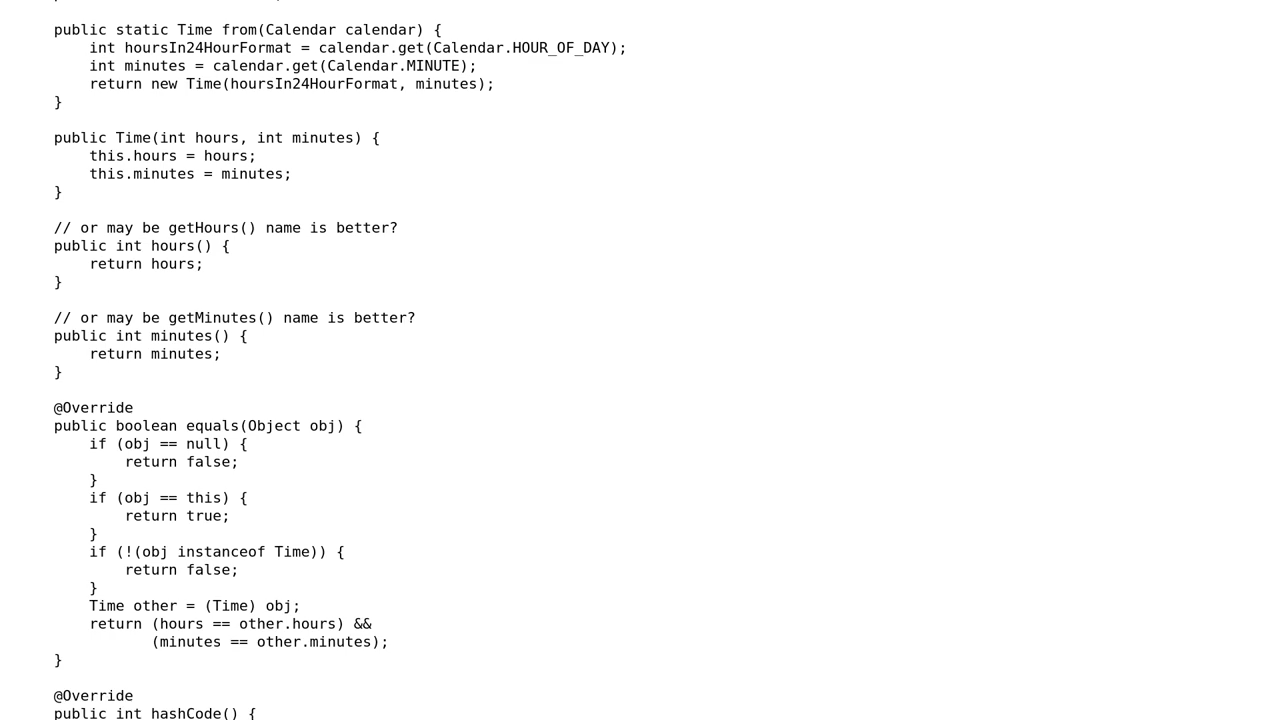 public static Time from(Calendar calendar) {
    int hoursIn24HourFormat = calendar.get(Calendar.HOUR_OF_DAY);
    int minutes = calendar.get(Calendar.MINUTE);
    return new Time(hoursIn24HourFormat, minutes);
}

public Time(int hours, int minutes) {
    this.hours = hours;
    this.minutes = minutes;
}

// or may be getHours() name is better?
public int hours() {
    return hours;
}

// or may be getMinutes() name is better?
public int minutes() {
    return minutes;
}

@Override
public boolean equals(Object obj) {
    if (obj == null) {
        return false;
    }
    if (obj == this) {
        return true;
    }
    if (!(obj instanceof Time)) {
        return false;
    }
    Time other = (Time) obj;
    return (hours == other.hours) &&
           (minutes == other.minutes);
}

@Override
public int hashCode() {